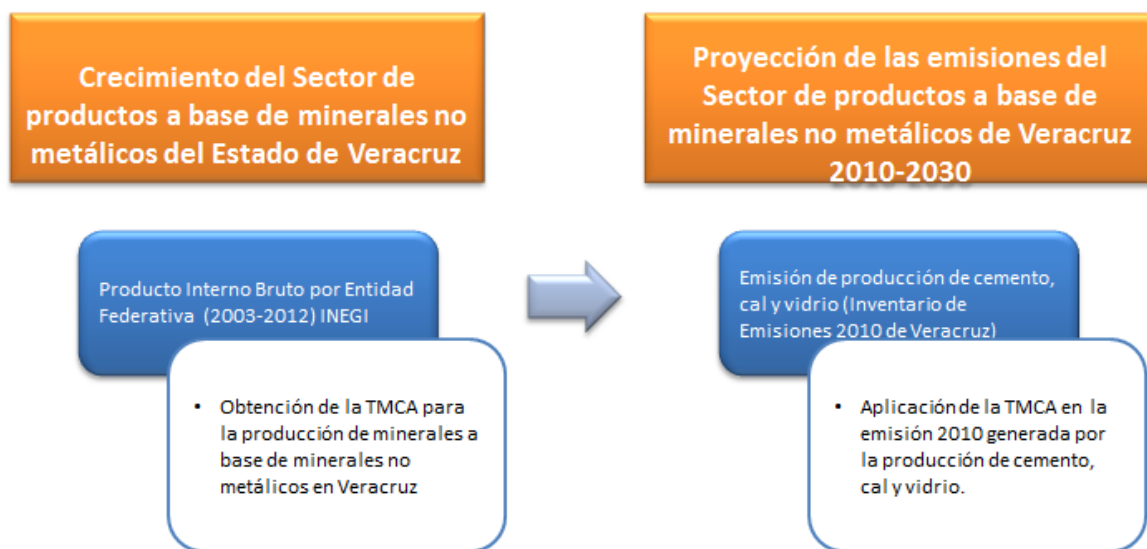 Crecimiento del Sector de
productos a base de minerales no
metálicos del Estado de Veracruz
Producto Interno Bruto por Entidad
Federativa (2003-2012) INEGI
• Obtención de la TMCA para
la producción de minerales a
base de minerales no
metálicos en Veracruz
Proyección de las emisiones del
Sector de productos a base de
minerales no metálicos de Veracruz
2010-2030
Emisión de producción de cemento,
cal y vidrio (Inventario de
Emisiones 2010 de Veracruz)
• Aplicación de la TMCA en la
emisión 2010 generada por
la producción de cemento,
cal y vidrio.